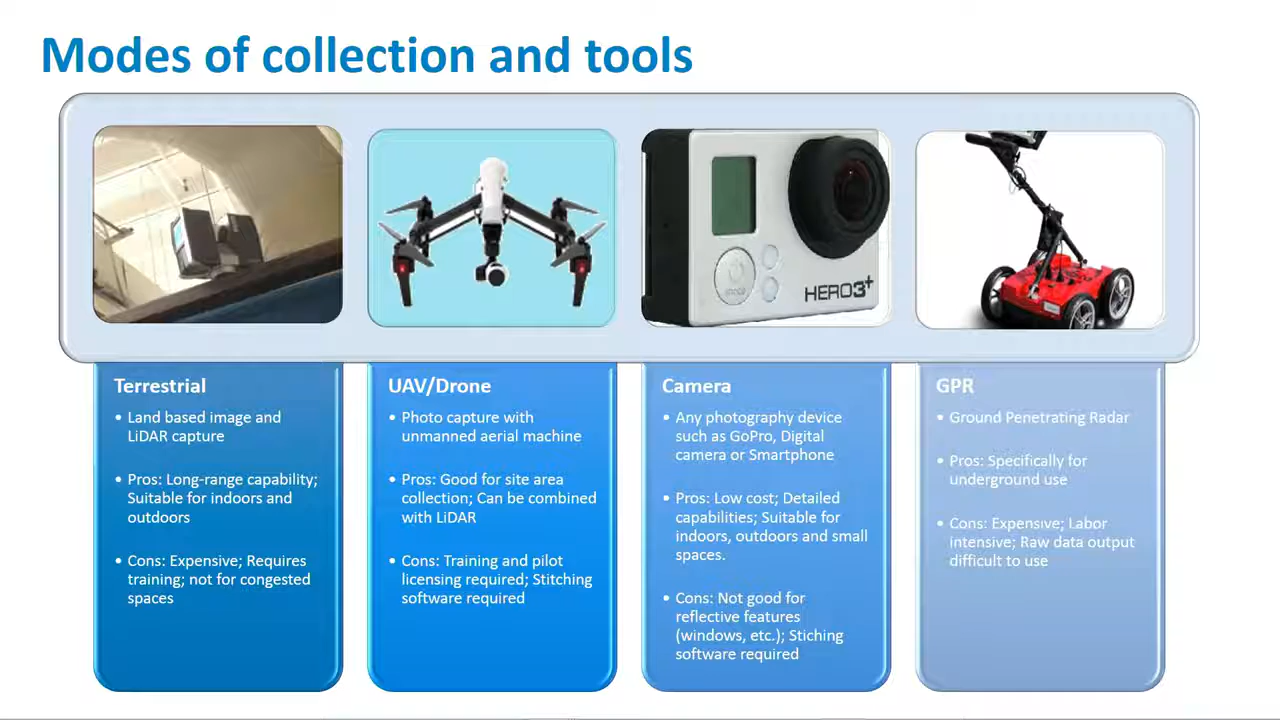 Modes of collection and tools
HERO3+
Terrestrial
• Land based image and
LiDAR capture
• Pros: Long-range capability;
Suitable for indoors and
outdoors
• Cons: Expensive; Requires
training; not for congested
spaces
UAV/Drone
• Photo capture with
unmanned aerial machine
• Pros: Good for site area
collection; Can be combined
with LiDAR
• Cons: Training and pilot
licensing required; Stitching
software required
Camera
• Any photography device
such as GoPro, Digital
camera or Smartphone
• Pros: Low cost; Detailed
capabilities; Suitable for
indoors, outdoors and small
spaces.
• Cons: Not good for
reflective features
(windows, etc.); Stiching
software required
GPR
• Ground Penetrating Radar
• Pros: Specifically for
underground use
• Cons: Expensive; Labor
intensive; Raw data output
difficult to use